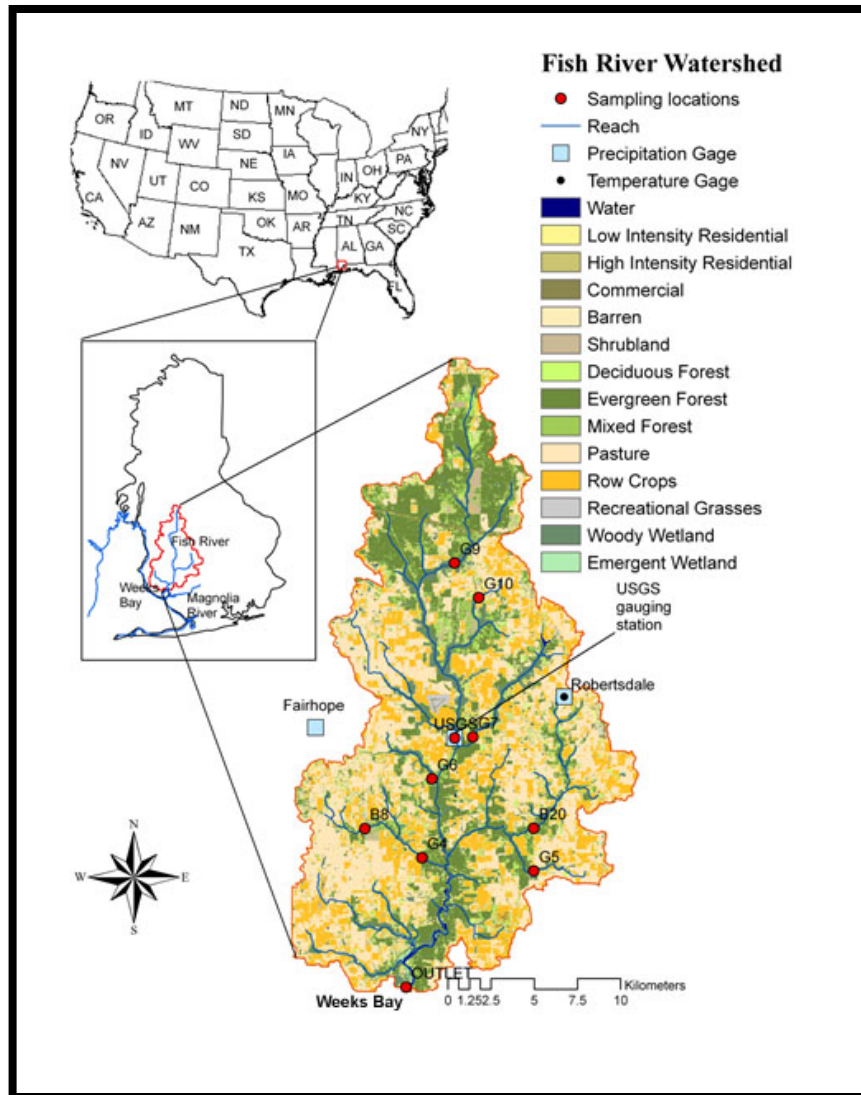 Fish River Watershed
Sampling locations
Reach
Precipitation Gage
Temperature Gage
Water
Low Intensity Residential
High Intensity Residential
Commercial
Barren
Shrubland
Deciduous Forest
Evergreen Forest
Mixed Forest
Pasture
Row Crops
Recreational Grasses
Woody Wetland
Emergent Wetland
USGS
gauging
station
OR
MT
ND
MN
ID
SD
WY
NY
NV
NE
IA
PA
UT
CO
IN
OH
CA
KS
MO
KY
AZ
NM
OK
AR
TN
NC
SC
TX
AL
GA
FL
Fish River
Weeks
Bay
Magnolia
River
G9
G10
Robertsdale
Fairhope
USGS
G7
G6
B8
B20
G4
G5
N
W
E
S
OUTLET
Weeks Bay
Kilometers
0 1.252.5 5 7.5 10